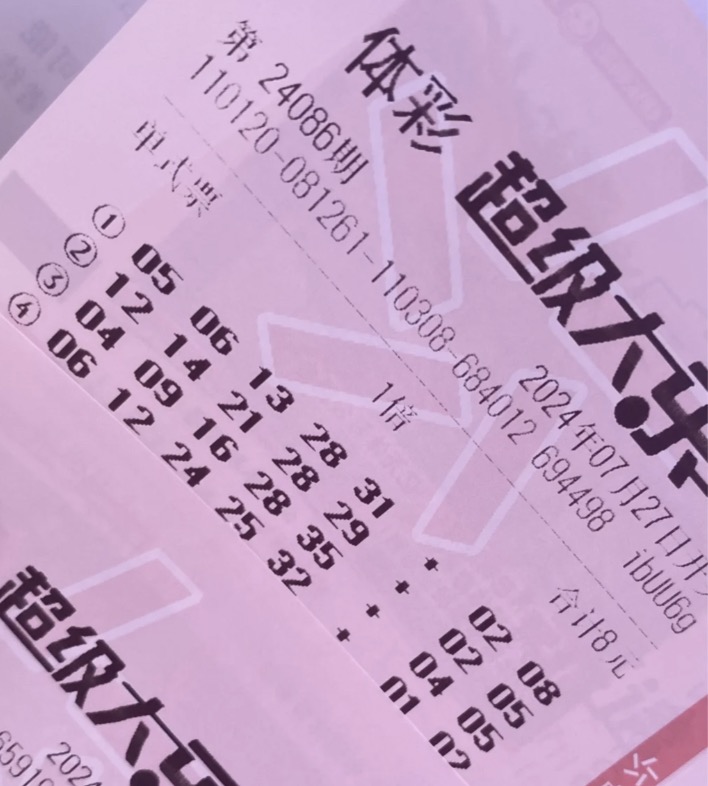 体彩 超级大乐
第 24086期 2024年07月27日开
110120-081261-110308-684012 694498 ibUU6g
单式票 1倍 合计8元
① 05 06 13 28 31 + 02 08
② 12 14 21 28 29 + 02 05
③ 04 09 16 28 35 + 04 05
④ 06 12 24 25 32 + 01 02
超级大乐
2024